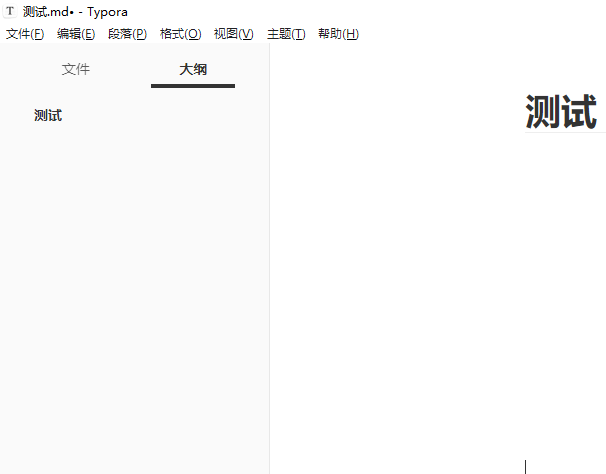 T 测试.md• - Typora
文件(F) 编辑(E) 段落(P) 格式(O) 视图(V) 主题(T) 帮助(H)
文件 大纲
测试
测试